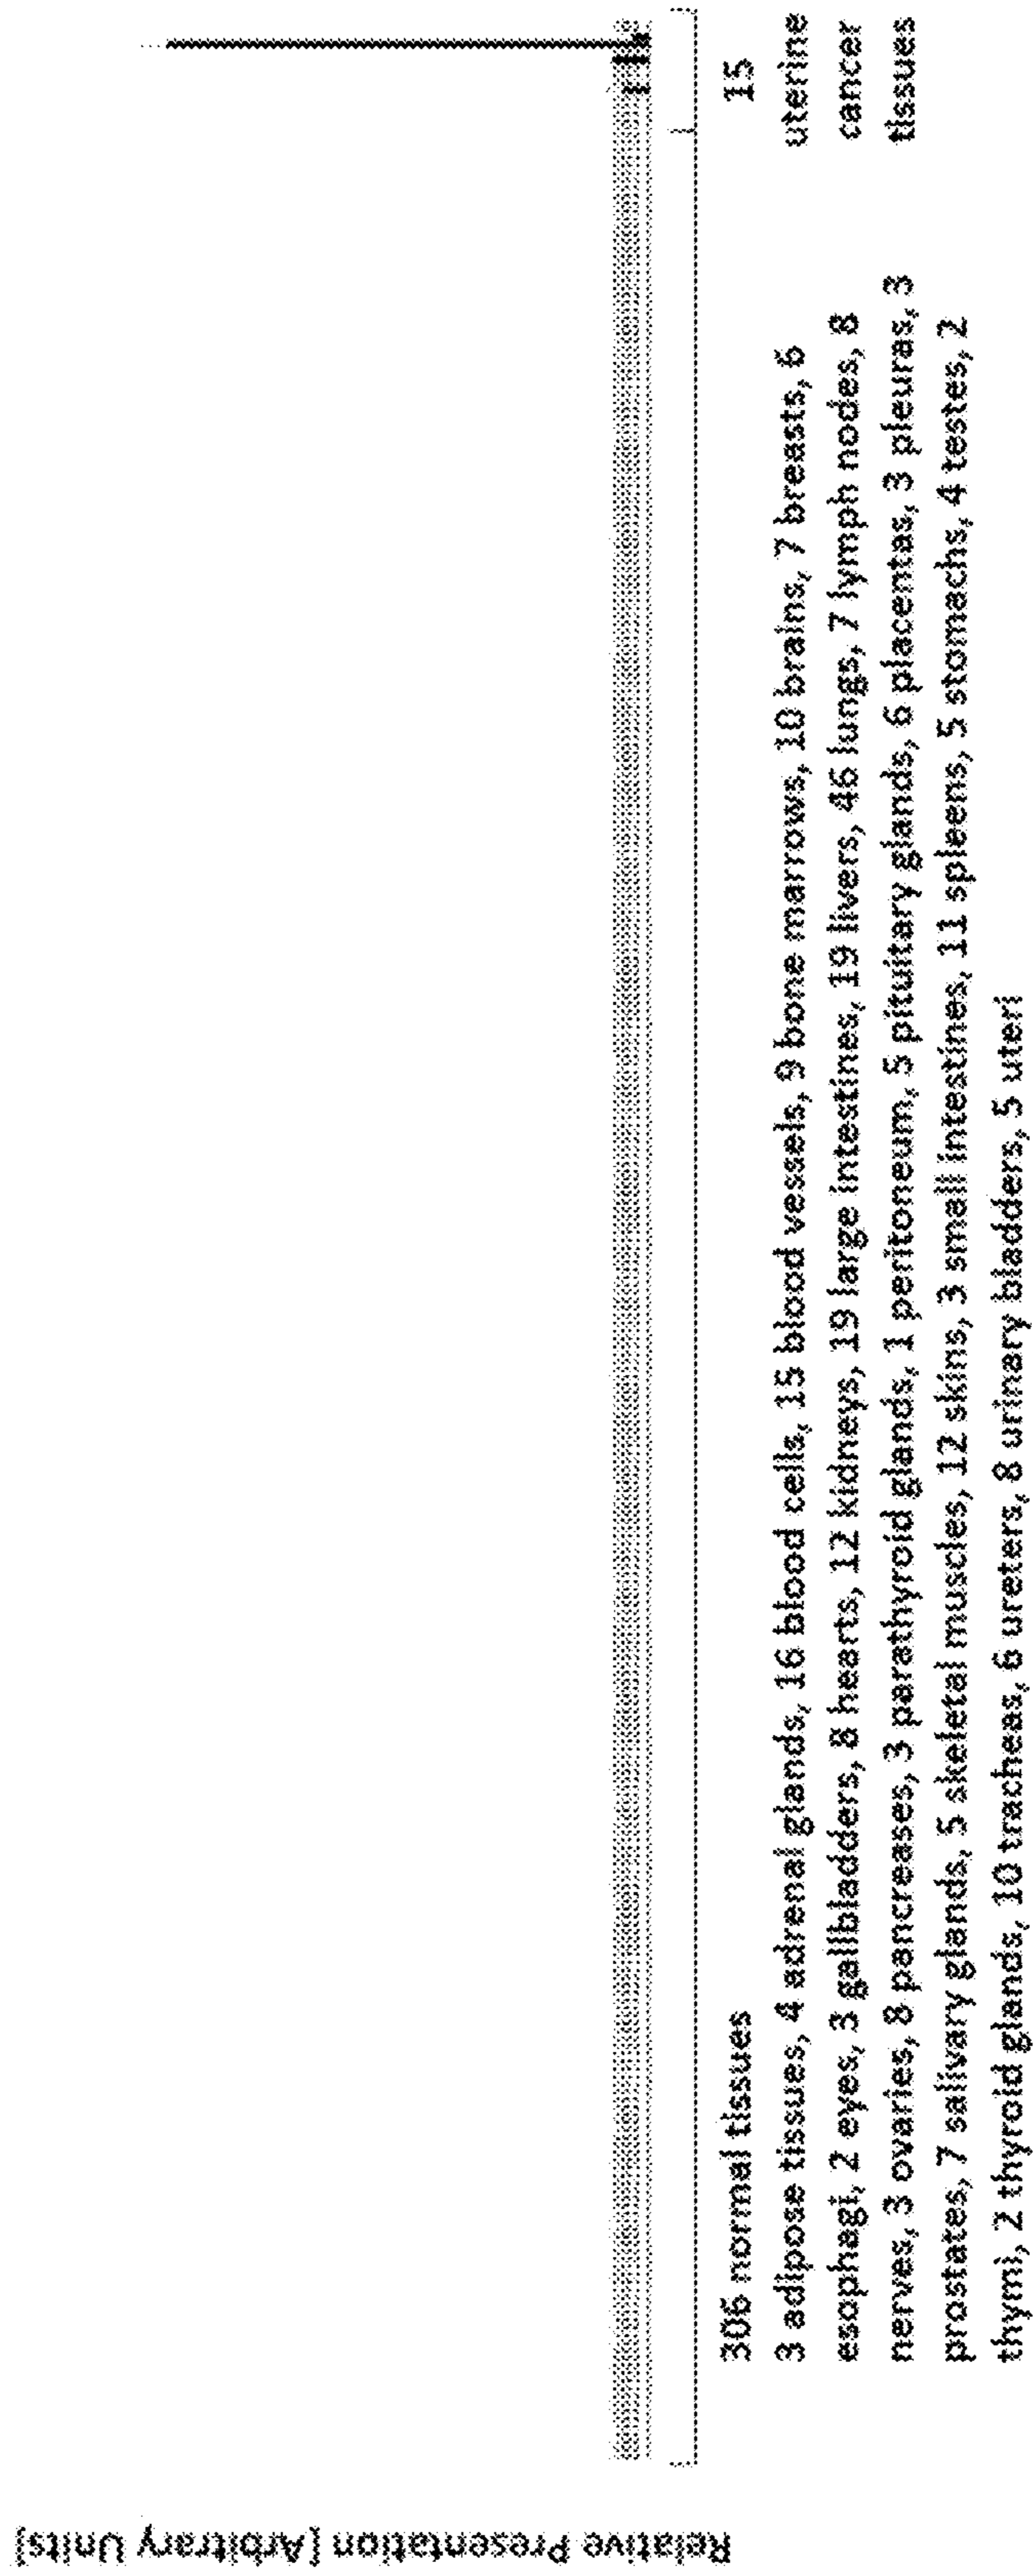 Relative Presentation [Arbitrary Units]
306 normal tissues
3 adipose tissues, 4 adrenal glands, 16 blood cells, 15 blood vessels, 9 bone marrows, 10 brains, 7 breasts, 6
esophagi, 2 eyes, 3 gallbladders, 8 hearts, 12 kidneys, 19 large intestines, 19 livers, 46 lungs, 7 lymph nodes, 8
nerves, 3 ovaries, 8 pancreases, 3 parathyroid glands, 1 peritoneum, 5 pituitary glands, 6 placentas, 3 pleuras, 3
prostates, 7 salivary glands, 5 skeletal muscles, 12 skins, 3 small intestines, 11 spleens, 5 stomachs, 4 testes, 2
thymi, 2 thyroid glands, 10 tracheas, 6 ureters, 8 urinary bladders, 5 uteri
15
uterine
cancer
tissues